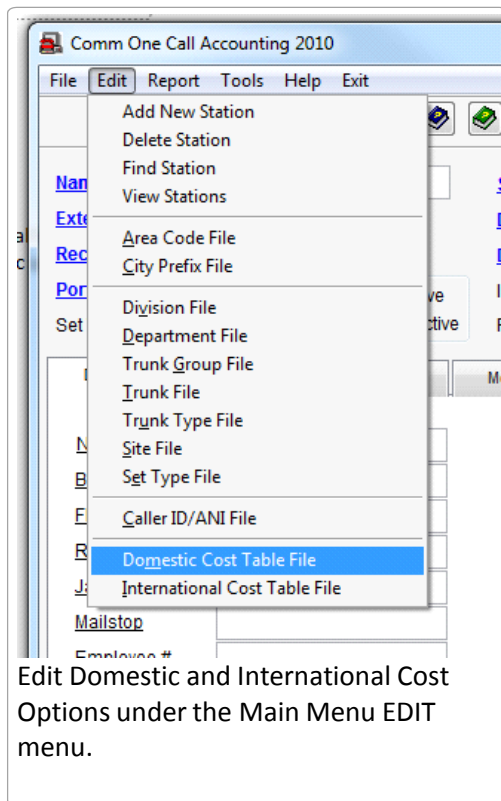 Comm One Call Accounting 2010
File Edit Report Tools Help Exit
Add New Station
Delete Station
Find Station
View Stations
Area Code File
City Prefix File
Division File
Department File
Trunk Group File
Trunk File
Trunk Type File
Site File
Set Type File
Caller ID/ANI File
Domestic Cost Table File
International Cost Table File
Set
Mailstop
Employee #
Edit Domestic and International Cost
Options under the Main Menu EDIT
menu.